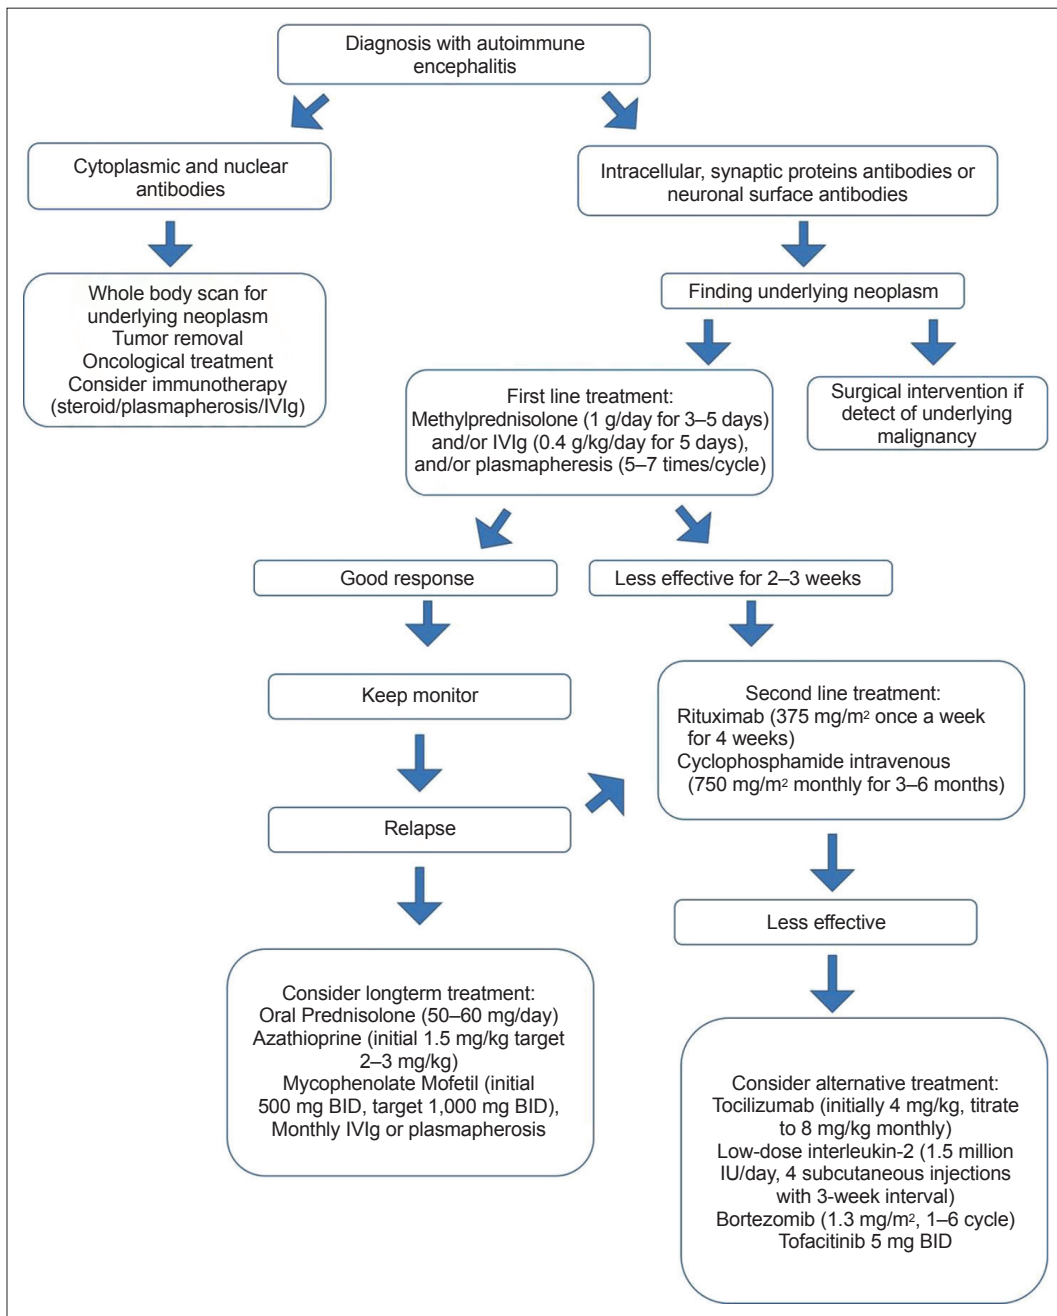 Diagnosis with autoimmune
encephalitis
Cytoplasmic and nuclear
antibodies
Intracellular, synaptic proteins antibodies or
neuronal surface antibodies
Whole body scan for
underlying neoplasm
Tumor removal
Oncological treatment
Consider immunotherapy
(steroid/plasmapherosis/IVIg)
Finding underlying neoplasm
First line treatment:
Methylprednisolone (1 g/day for 3–5 days)
and/or IVIg (0.4 g/kg/day for 5 days),
and/or plasmapheresis (5–7 times/cycle)
Surgical intervention if
detect of underlying
malignancy
Good response
Less effective for 2–3 weeks
Keep monitor
Second line treatment:
Rituximab (375 mg/m² once a week
for 4 weeks)
Cyclophosphamide intravenous
(750 mg/m² monthly for 3–6 months)
Relapse
Less effective
Consider longterm treatment:
Oral Prednisolone (50–60 mg/day)
Azathioprine (initial 1.5 mg/kg target
2–3 mg/kg)
Mycophenolate Mofetil (initial
500 mg BID, target 1,000 mg BID),
Monthly IVIg or plasmapherosis
Consider alternative treatment:
Tocilizumab (initially 4 mg/kg, titrate
to 8 mg/kg monthly)
Low-dose interleukin-2 (1.5 million
IU/day, 4 subcutaneous injections
with 3-week interval)
Bortezomib (1.3 mg/m², 1–6 cycle)
Tofacitinib 5 mg BID